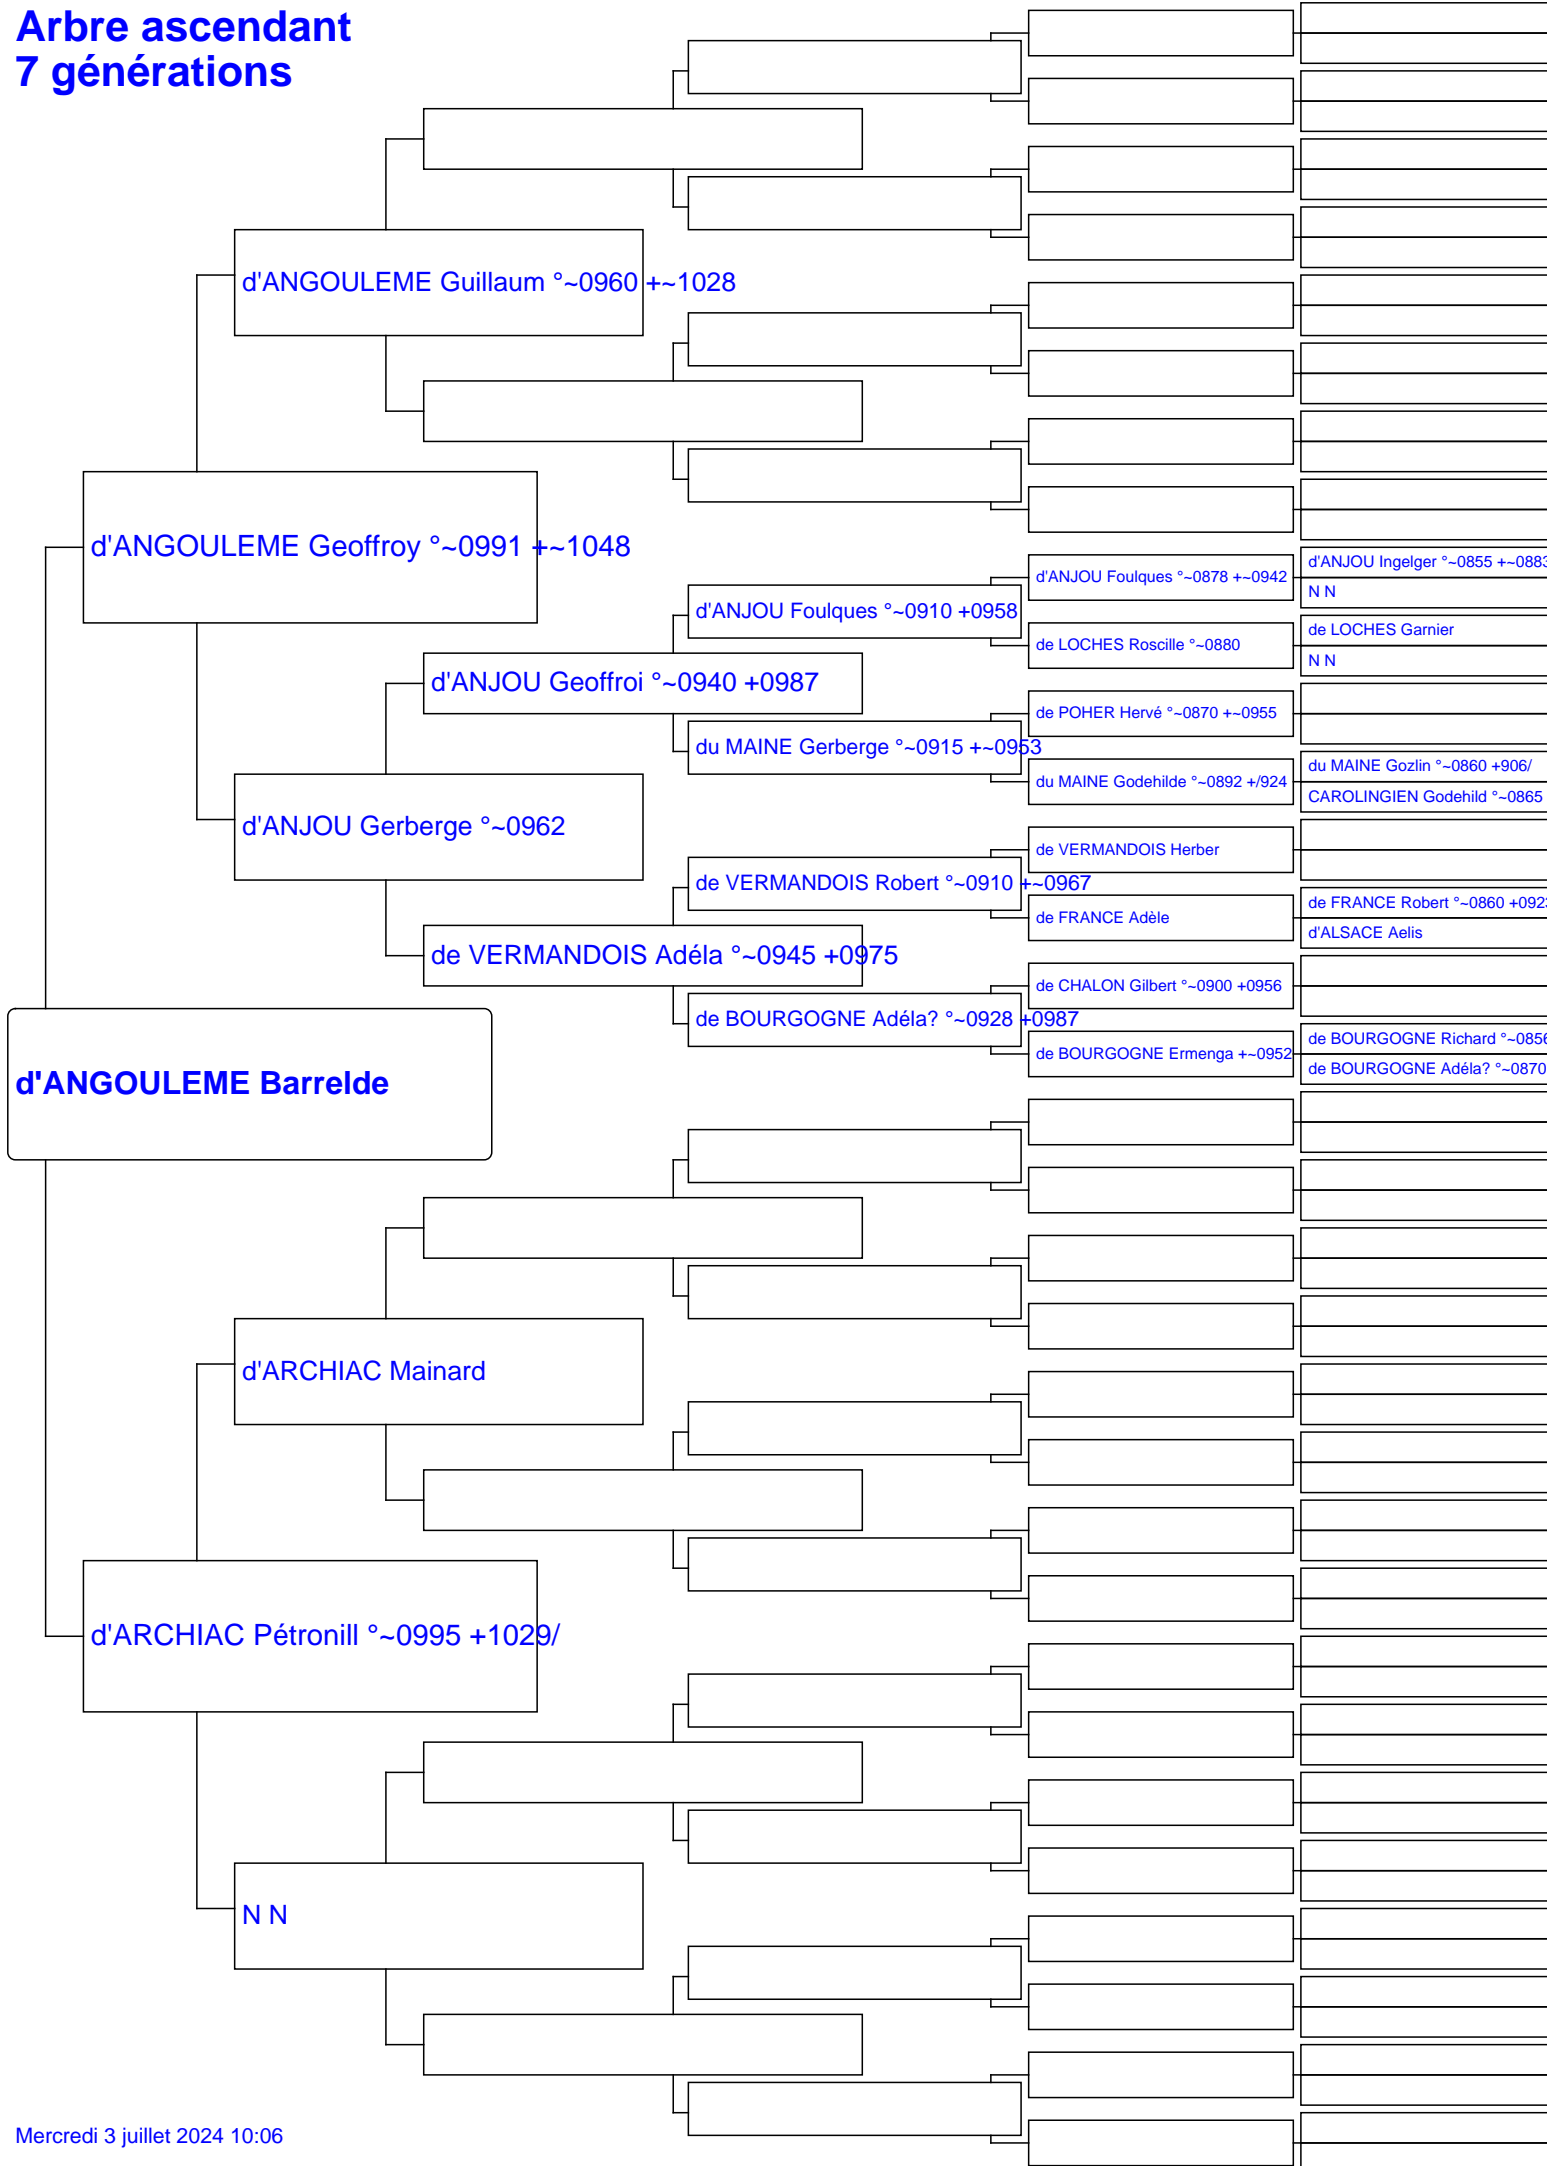 Arbre ascendant
7 générations
d'ANGOULEME Guillaum °~0960 +~1028
d'ANGOULEME Geoffroy °~0991 +~1048
d'ANJOU Ingelger °~0855 +~0883
d'ANJOU Foulques °~0878 +~0942
N N
d'ANJOU Foulques °~0910 +0958
de LOCHES Garnier
de LOCHES Roscille °~0880
N N
d'ANJOU Geoffroi °~0940 +0987
de POHER Hervé °~0870 +~0955
du MAINE Gerberge °~0915 +~0953
du MAINE Gozlin °~0860 +906/
du MAINE Godehilde °~0892 +/924
CAROLINGIEN Godehild °~0865
d'ANJOU Gerberge °~0962
de VERMANDOIS Herber
de VERMANDOIS Robert °~0910 +~0967
de FRANCE Robert °~0860 +0923
de FRANCE Adèle
d'ALSACE Aelis
de VERMANDOIS Adéla °~0945 +0975
de CHALON Gilbert °~0900 +0956
de BOURGOGNE Adéla? °~0928 +0987
de BOURGOGNE Richard °~0856
de BOURGOGNE Ermenga +~0952
de BOURGOGNE Adéla? °~0870
d'ANGOULEME Barrelde
d'ARCHIAC Mainard
d'ARCHIAC Pétronill °~0995 +1029/
N N
Mercredi 3 juillet 2024 10:06